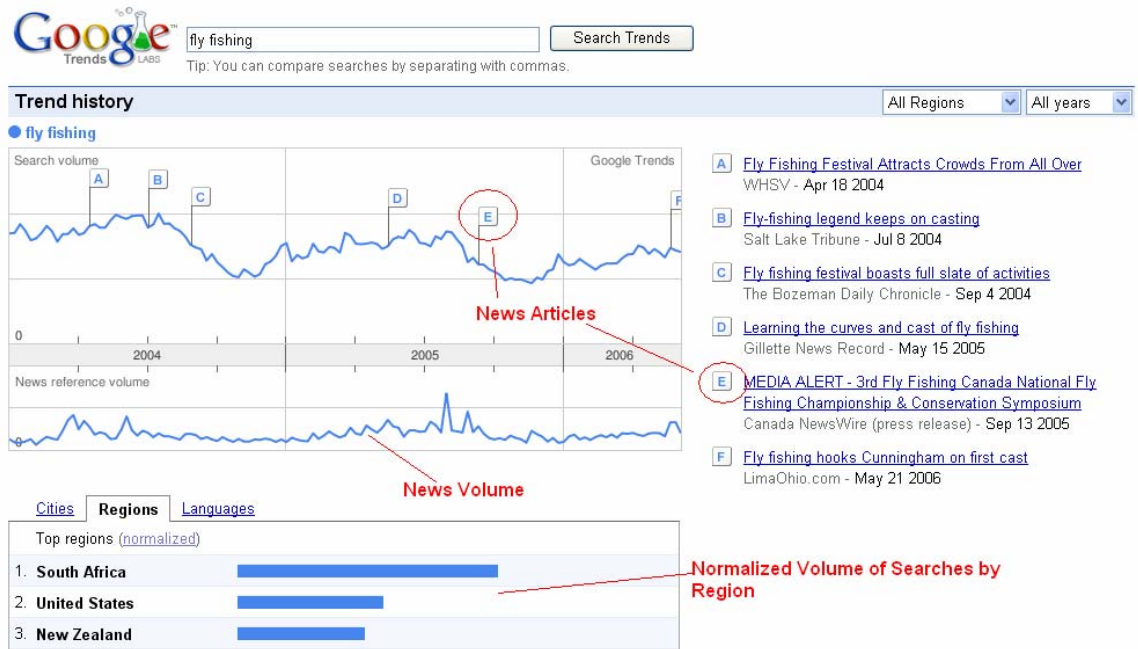 Google™
Trends LABS
fly fishing
Search Trends
Tip: You can compare searches by separating with commas.
Trend history
All Regions
All years
fly fishing
Search volume
Google Trends
A
B
C
D
E
F
0
2004
2005
2006
News reference volume
0
News Articles
News Volume
A Fly Fishing Festival Attracts Crowds From All Over
WHSV - Apr 18 2004
B Fly-fishing legend keeps on casting
Salt Lake Tribune - Jul 8 2004
C Fly fishing festival boasts full slate of activities
The Bozeman Daily Chronicle - Sep 4 2004
D Learning the curves and cast of fly fishing
Gillette News Record - May 15 2005
E MEDIA ALERT - 3rd Fly Fishing Canada National Fly
Fishing Championship & Conservation Symposium
Canada NewsWire (press release) - Sep 13 2005
F Fly fishing hooks Cunningham on first cast
LimaOhio.com - May 21 2006
Cities Regions Languages
Top regions (normalized)
1. South Africa
2. United States
3. New Zealand
Normalized Volume of Searches by
Region